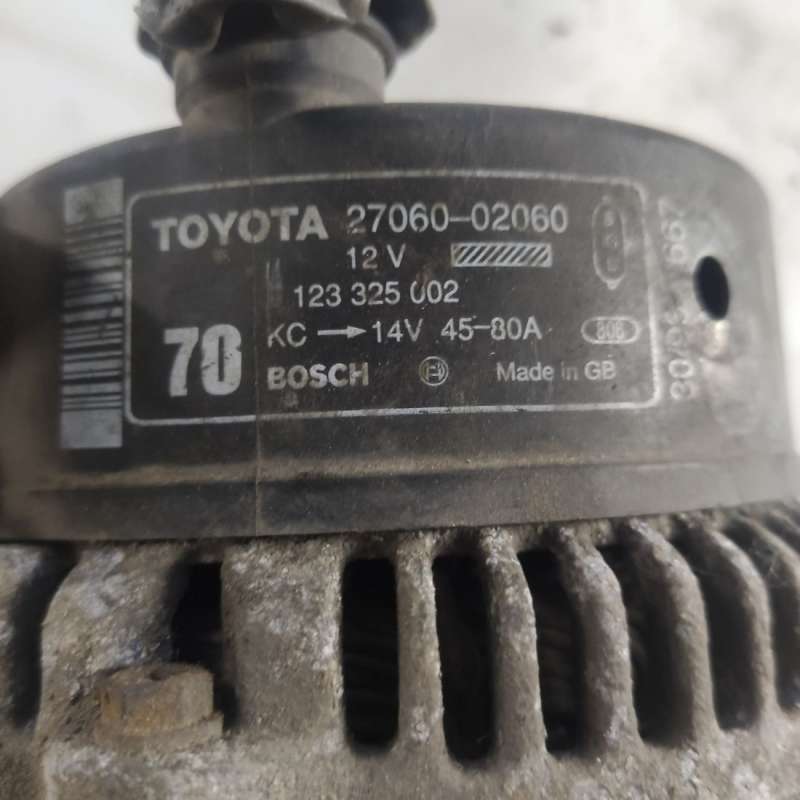 TOYOTA 27060-02060
12 V
123 325 002
70
KC → 14V 45-80A
BOSCH
Made in GB